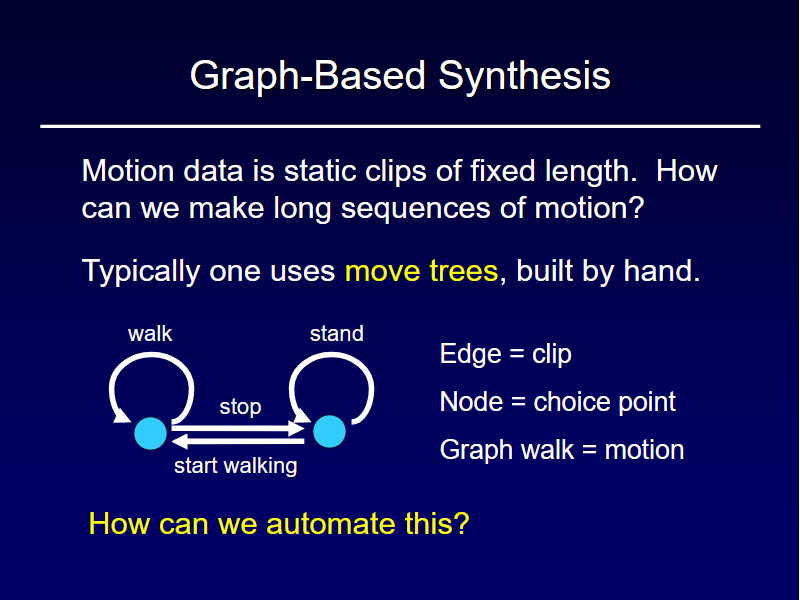 Graph-Based Synthesis
Motion data is static clips of fixed length.  How
can we make long sequences of motion?
Typically one uses move trees, built by hand.
walk
stand
stop
start walking
Edge = clip
Node = choice point
Graph walk = motion
How can we automate this?